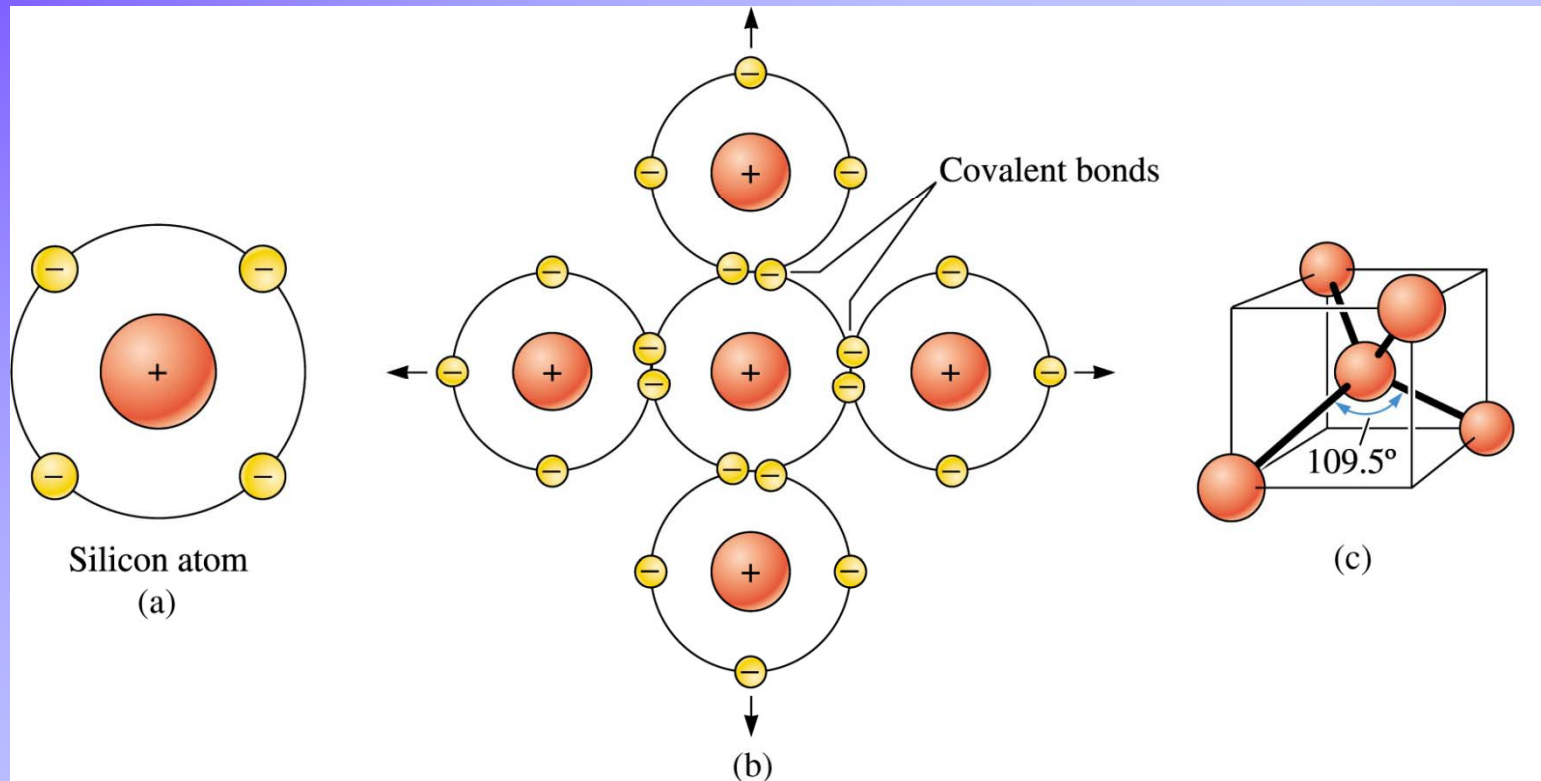 Covalent bonds
Silicon atom
(a)
109.5º
(c)
(b)